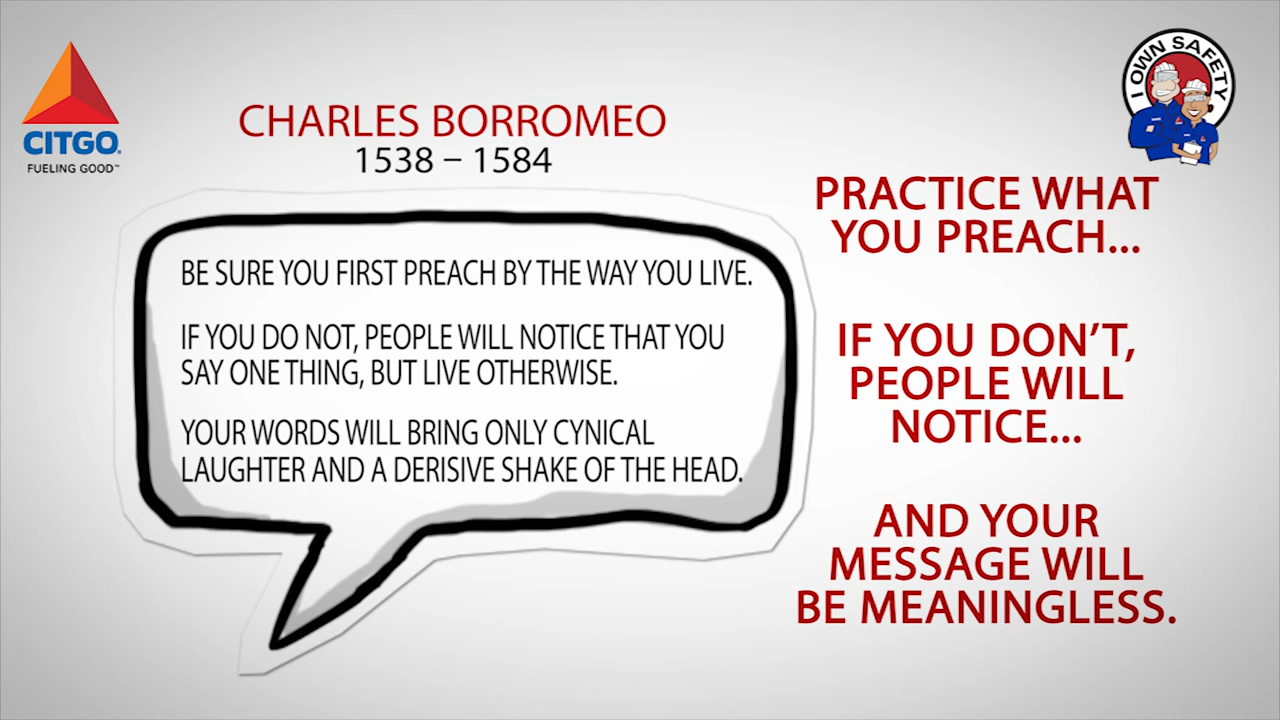 CITGO
FUELING GOOD™
I OWN SAFETY
CHARLES BORROMEO
1538 – 1584
BE SURE YOU FIRST PREACH BY THE WAY YOU LIVE.
IF YOU DO NOT, PEOPLE WILL NOTICE THAT YOU
SAY ONE THING, BUT LIVE OTHERWISE.
YOUR WORDS WILL BRING ONLY CYNICAL
LAUGHTER AND A DERISIVE SHAKE OF THE HEAD.
PRACTICE WHAT
YOU PREACH...
IF YOU DON'T,
PEOPLE WILL
NOTICE...
AND YOUR
MESSAGE WILL
BE MEANINGLESS.